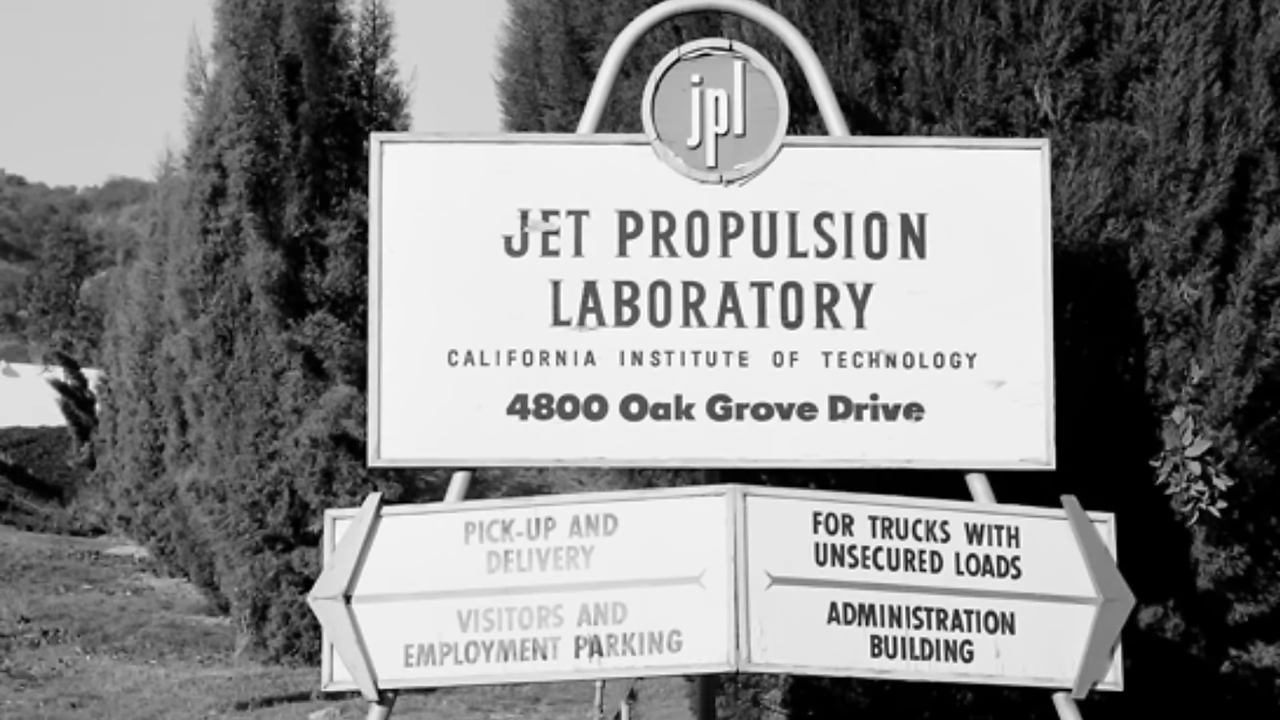 jpl
JET PROPULSION
LABORATORY
CALIFORNIA INSTITUTE OF TECHNOLOGY
4800 Oak Grove Drive
PICK-UP AND
DELIVERY
VISITORS AND
EMPLOYMENT PARKING
FOR TRUCKS WITH
UNSECURED LOADS
ADMINISTRATION
BUILDING